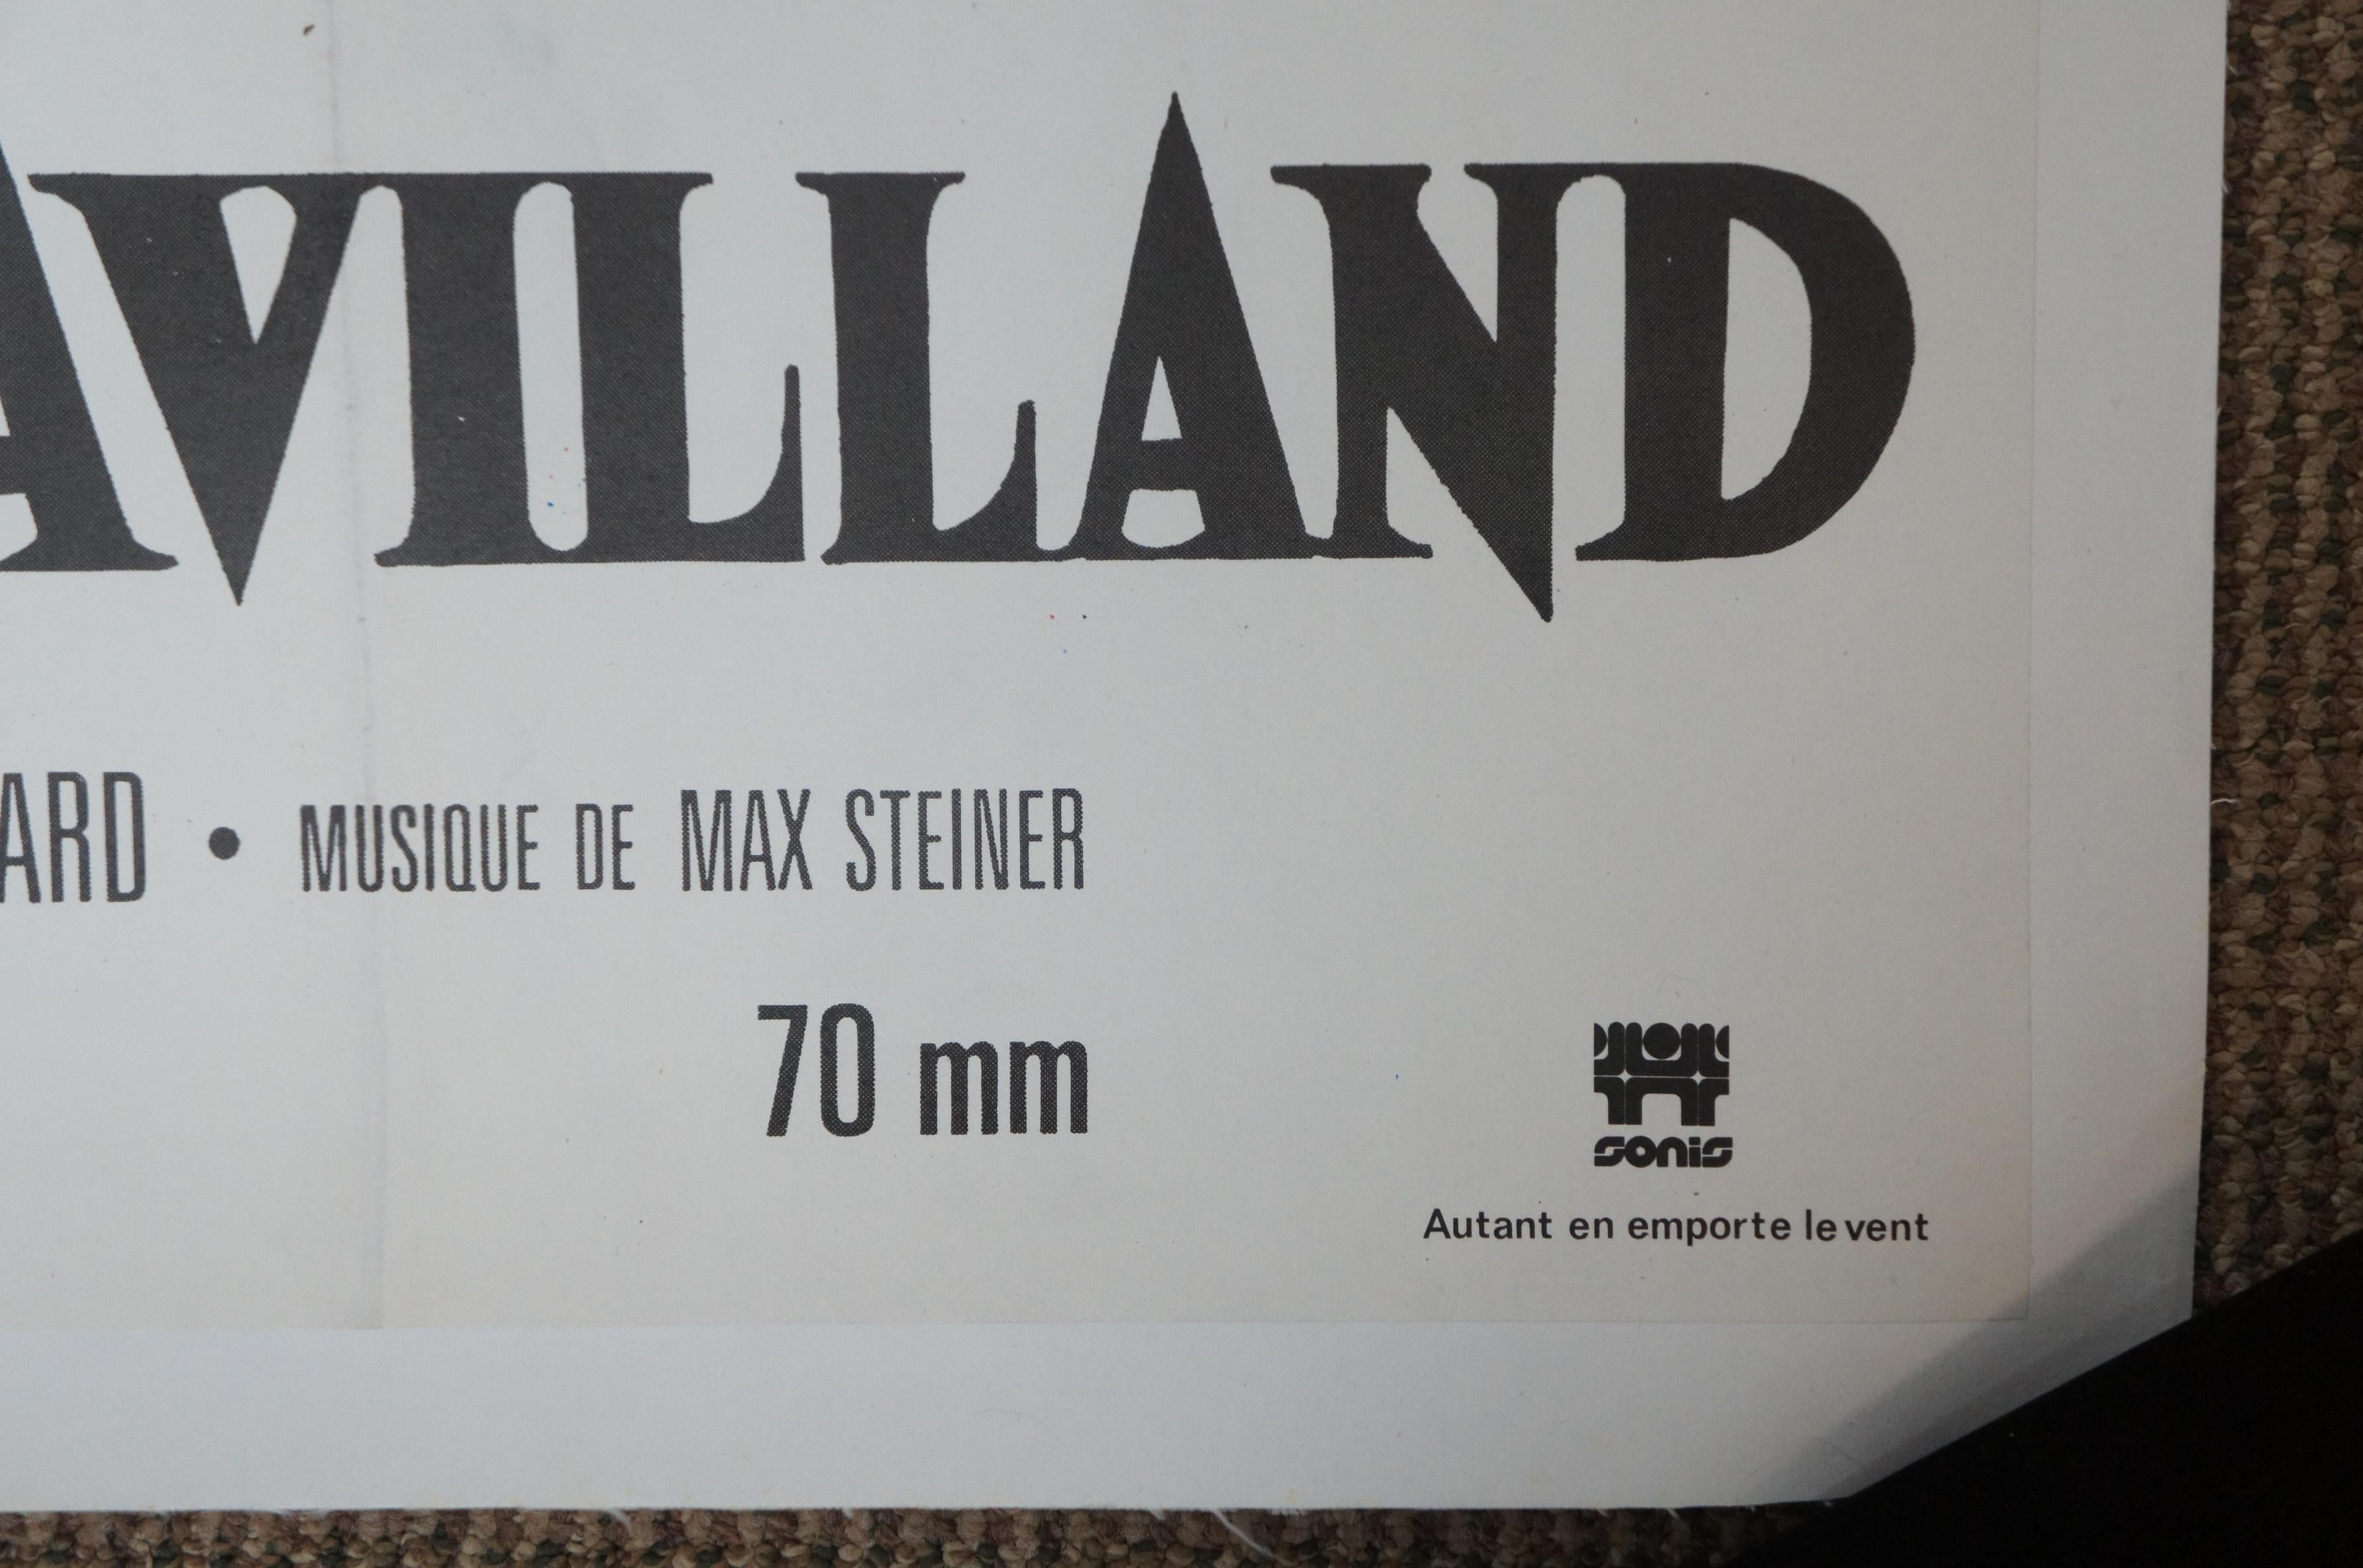 AVILLAND
ARD • MUSIQUE DE MAX STEINER
70 mm
sonis
Autant en emporte le vent